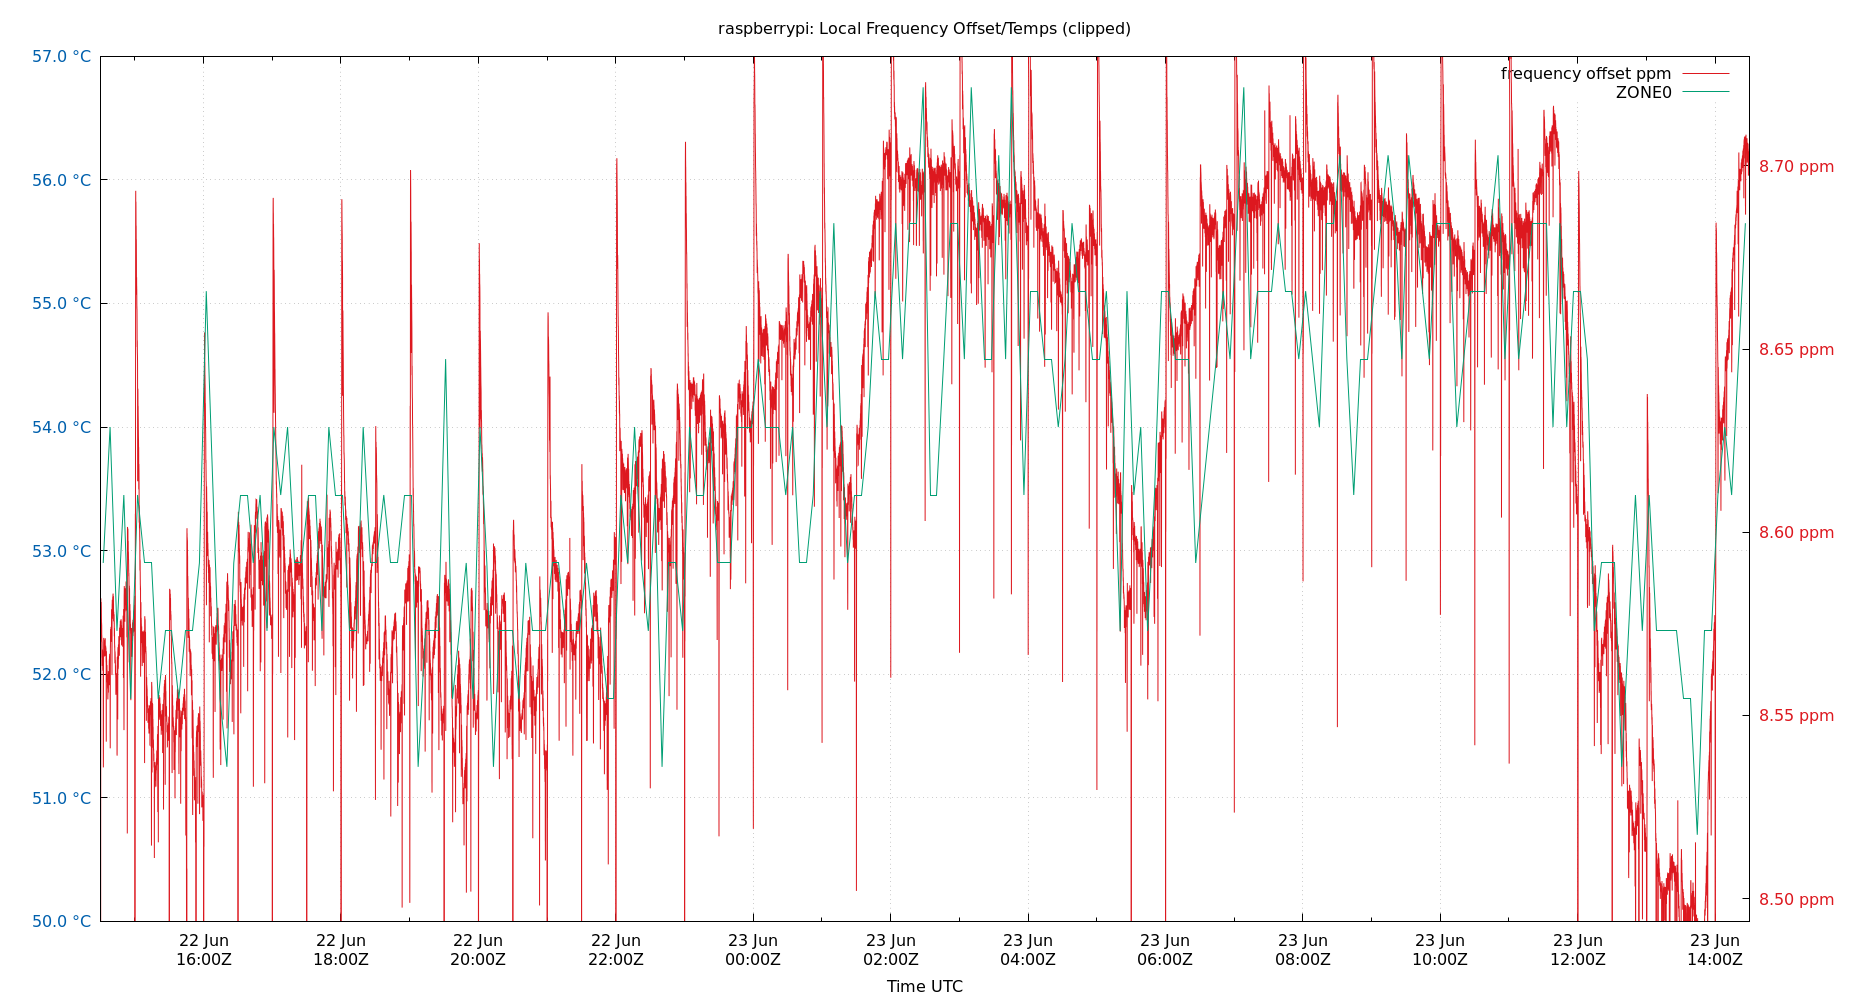 raspberrypi: Local Frequency Offset/Temps (clipped)
57.0 °C
56.0 °C
55.0 °C
54.0 °C
53.0 °C
52.0 °C
51.0 °C
50.0 °C
frequency offset ppm
ZONE0
8.70 ppm
8.65 ppm
8.60 ppm
8.55 ppm
8.50 ppm
22 Jun 22 Jun 22 Jun 22 Jun 23 Jun 23 Jun 23 Jun 23 Jun 23 Jun 23 Jun 23 Jun 23 Jun
16:00Z 18:00Z 20:00Z 22:00Z 00:00Z 02:00Z 04:00Z 06:00Z 08:00Z 10:00Z 12:00Z 14:00Z
Time UTC